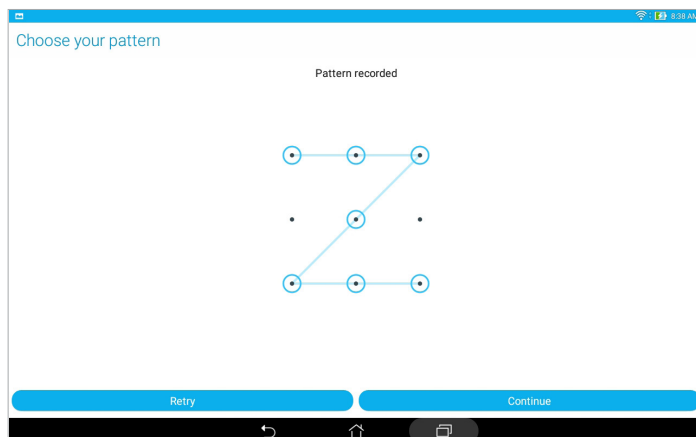 8:38 AM
Choose your pattern
Pattern recorded
Retry
Continue